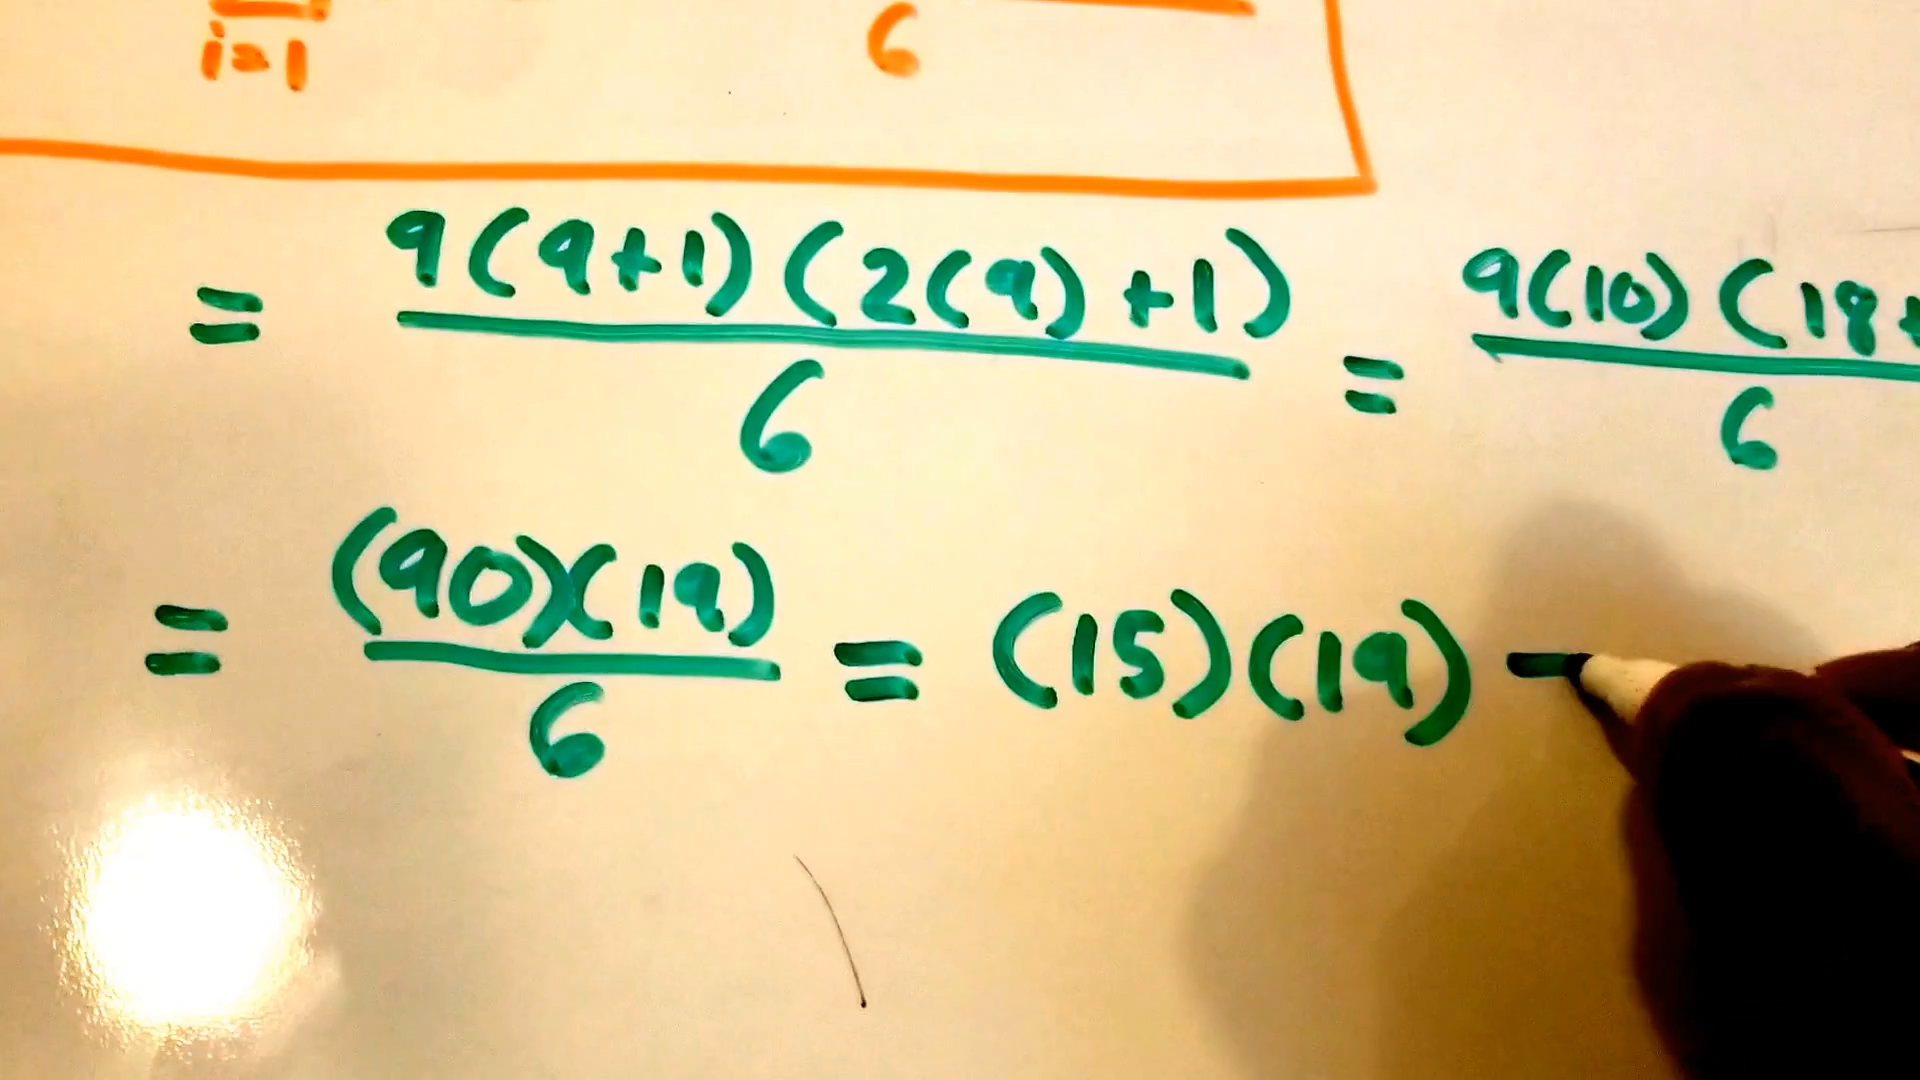 i=1 6
= 9(9+1)(2(9)+1) / 6 = 9(10)(18+ / 6
= (90)(19) / 6 = (15)(19) -